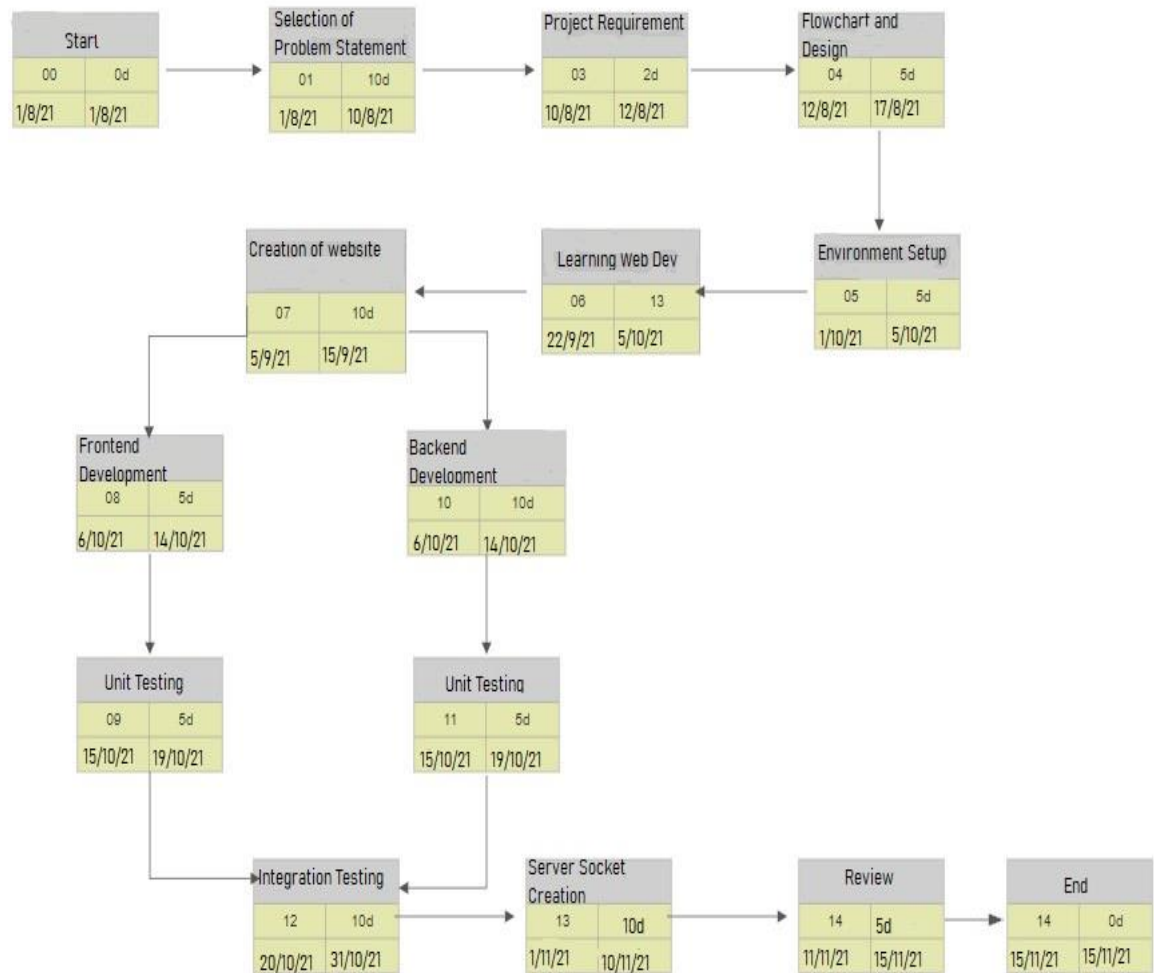 Start
00 0d
1/8/21 1/8/21
Selection of
Problem Statement
01 10d
1/8/21 10/8/21
Project Requirement
03 2d
10/8/21 12/8/21
Flowchart and
Design
04 5d
12/8/21 17/8/21
Environment Setup
05 5d
1/10/21 5/10/21
Learning Web Dev
06 13
22/9/21 5/10/21
Creation of website
07 10d
5/9/21 15/9/21
Frontend
Development
08 5d
6/10/21 14/10/21
Backend
Development
10 10d
6/10/21 14/10/21
Unit Testing
09 5d
15/10/21 19/10/21
Unit Testing
11 5d
15/10/21 19/10/21
Integration Testing
12 10d
20/10/21 31/10/21
Server Socket
Creation
13 10d
1/11/21 10/11/21
Review
14 5d
11/11/21 15/11/21
End
14 0d
15/11/21 15/11/21